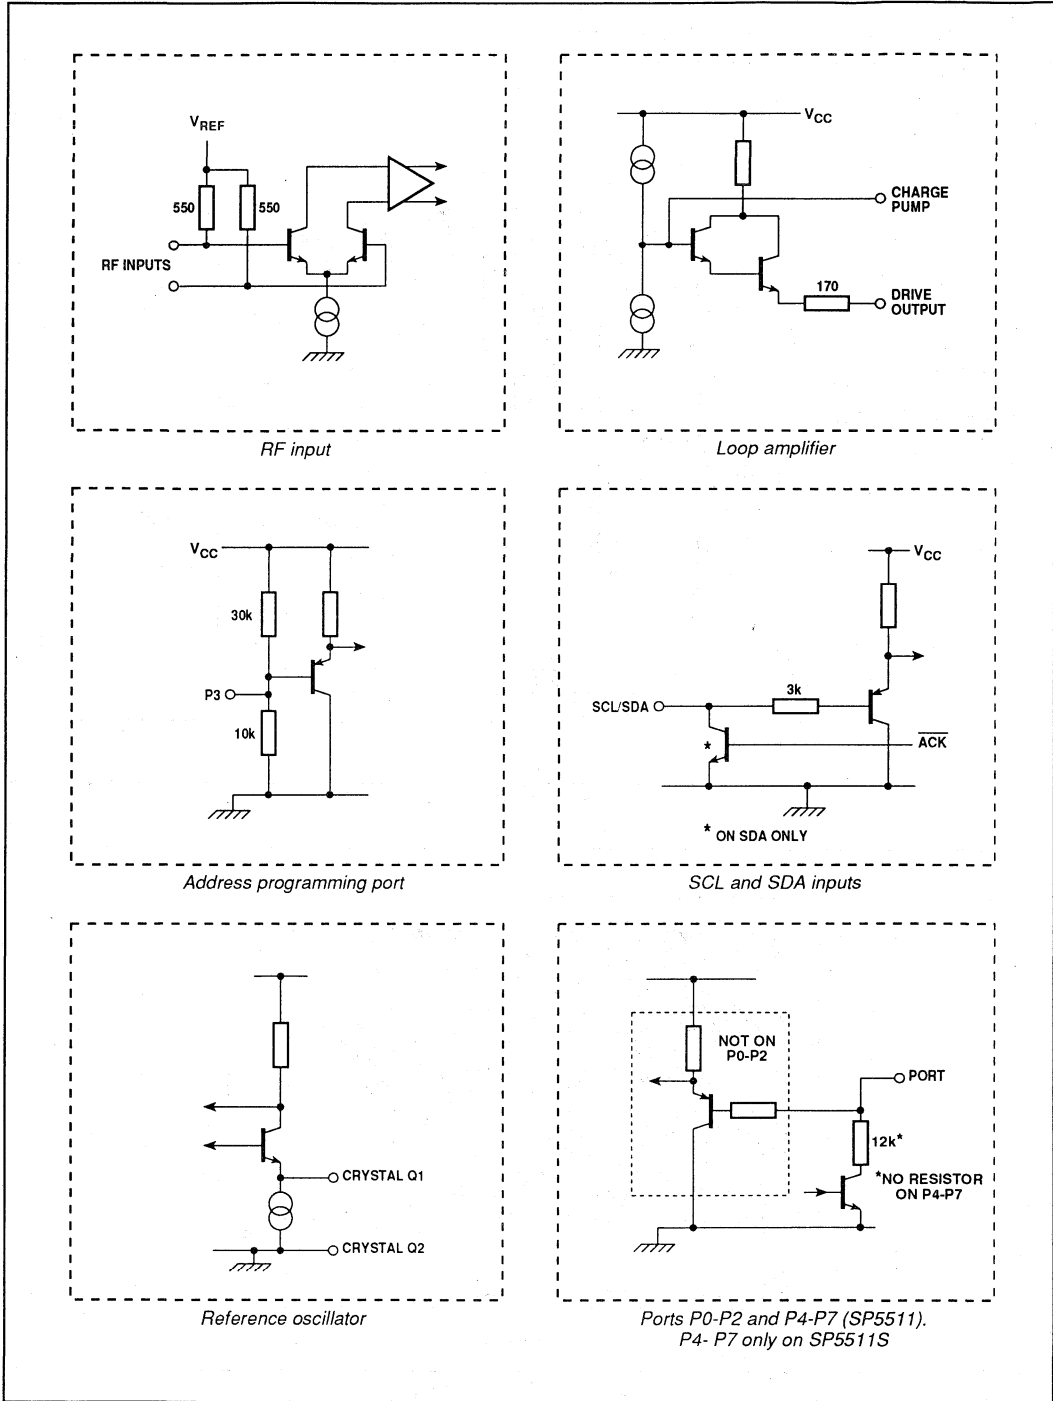 V REF
550
550
RF INPUTS
RF input
VCC
CHARGE
PUMP
170
DRIVE
OUTPUT
Loop amplifier
VCC
30k
P3
10k
Address programming port
VCC
SCL/SDA
3k
*
ACK
* ON SDA ONLY
SCL and SDA inputs
CRYSTAL Q1
CRYSTAL Q2
Reference oscillator
NOT ON
P0-P2
PORT
12k*
*NO RESISTOR
ON P4-P7
Ports P0-P2 and P4-P7 (SP5511).
P4- P7 only on SP5511S